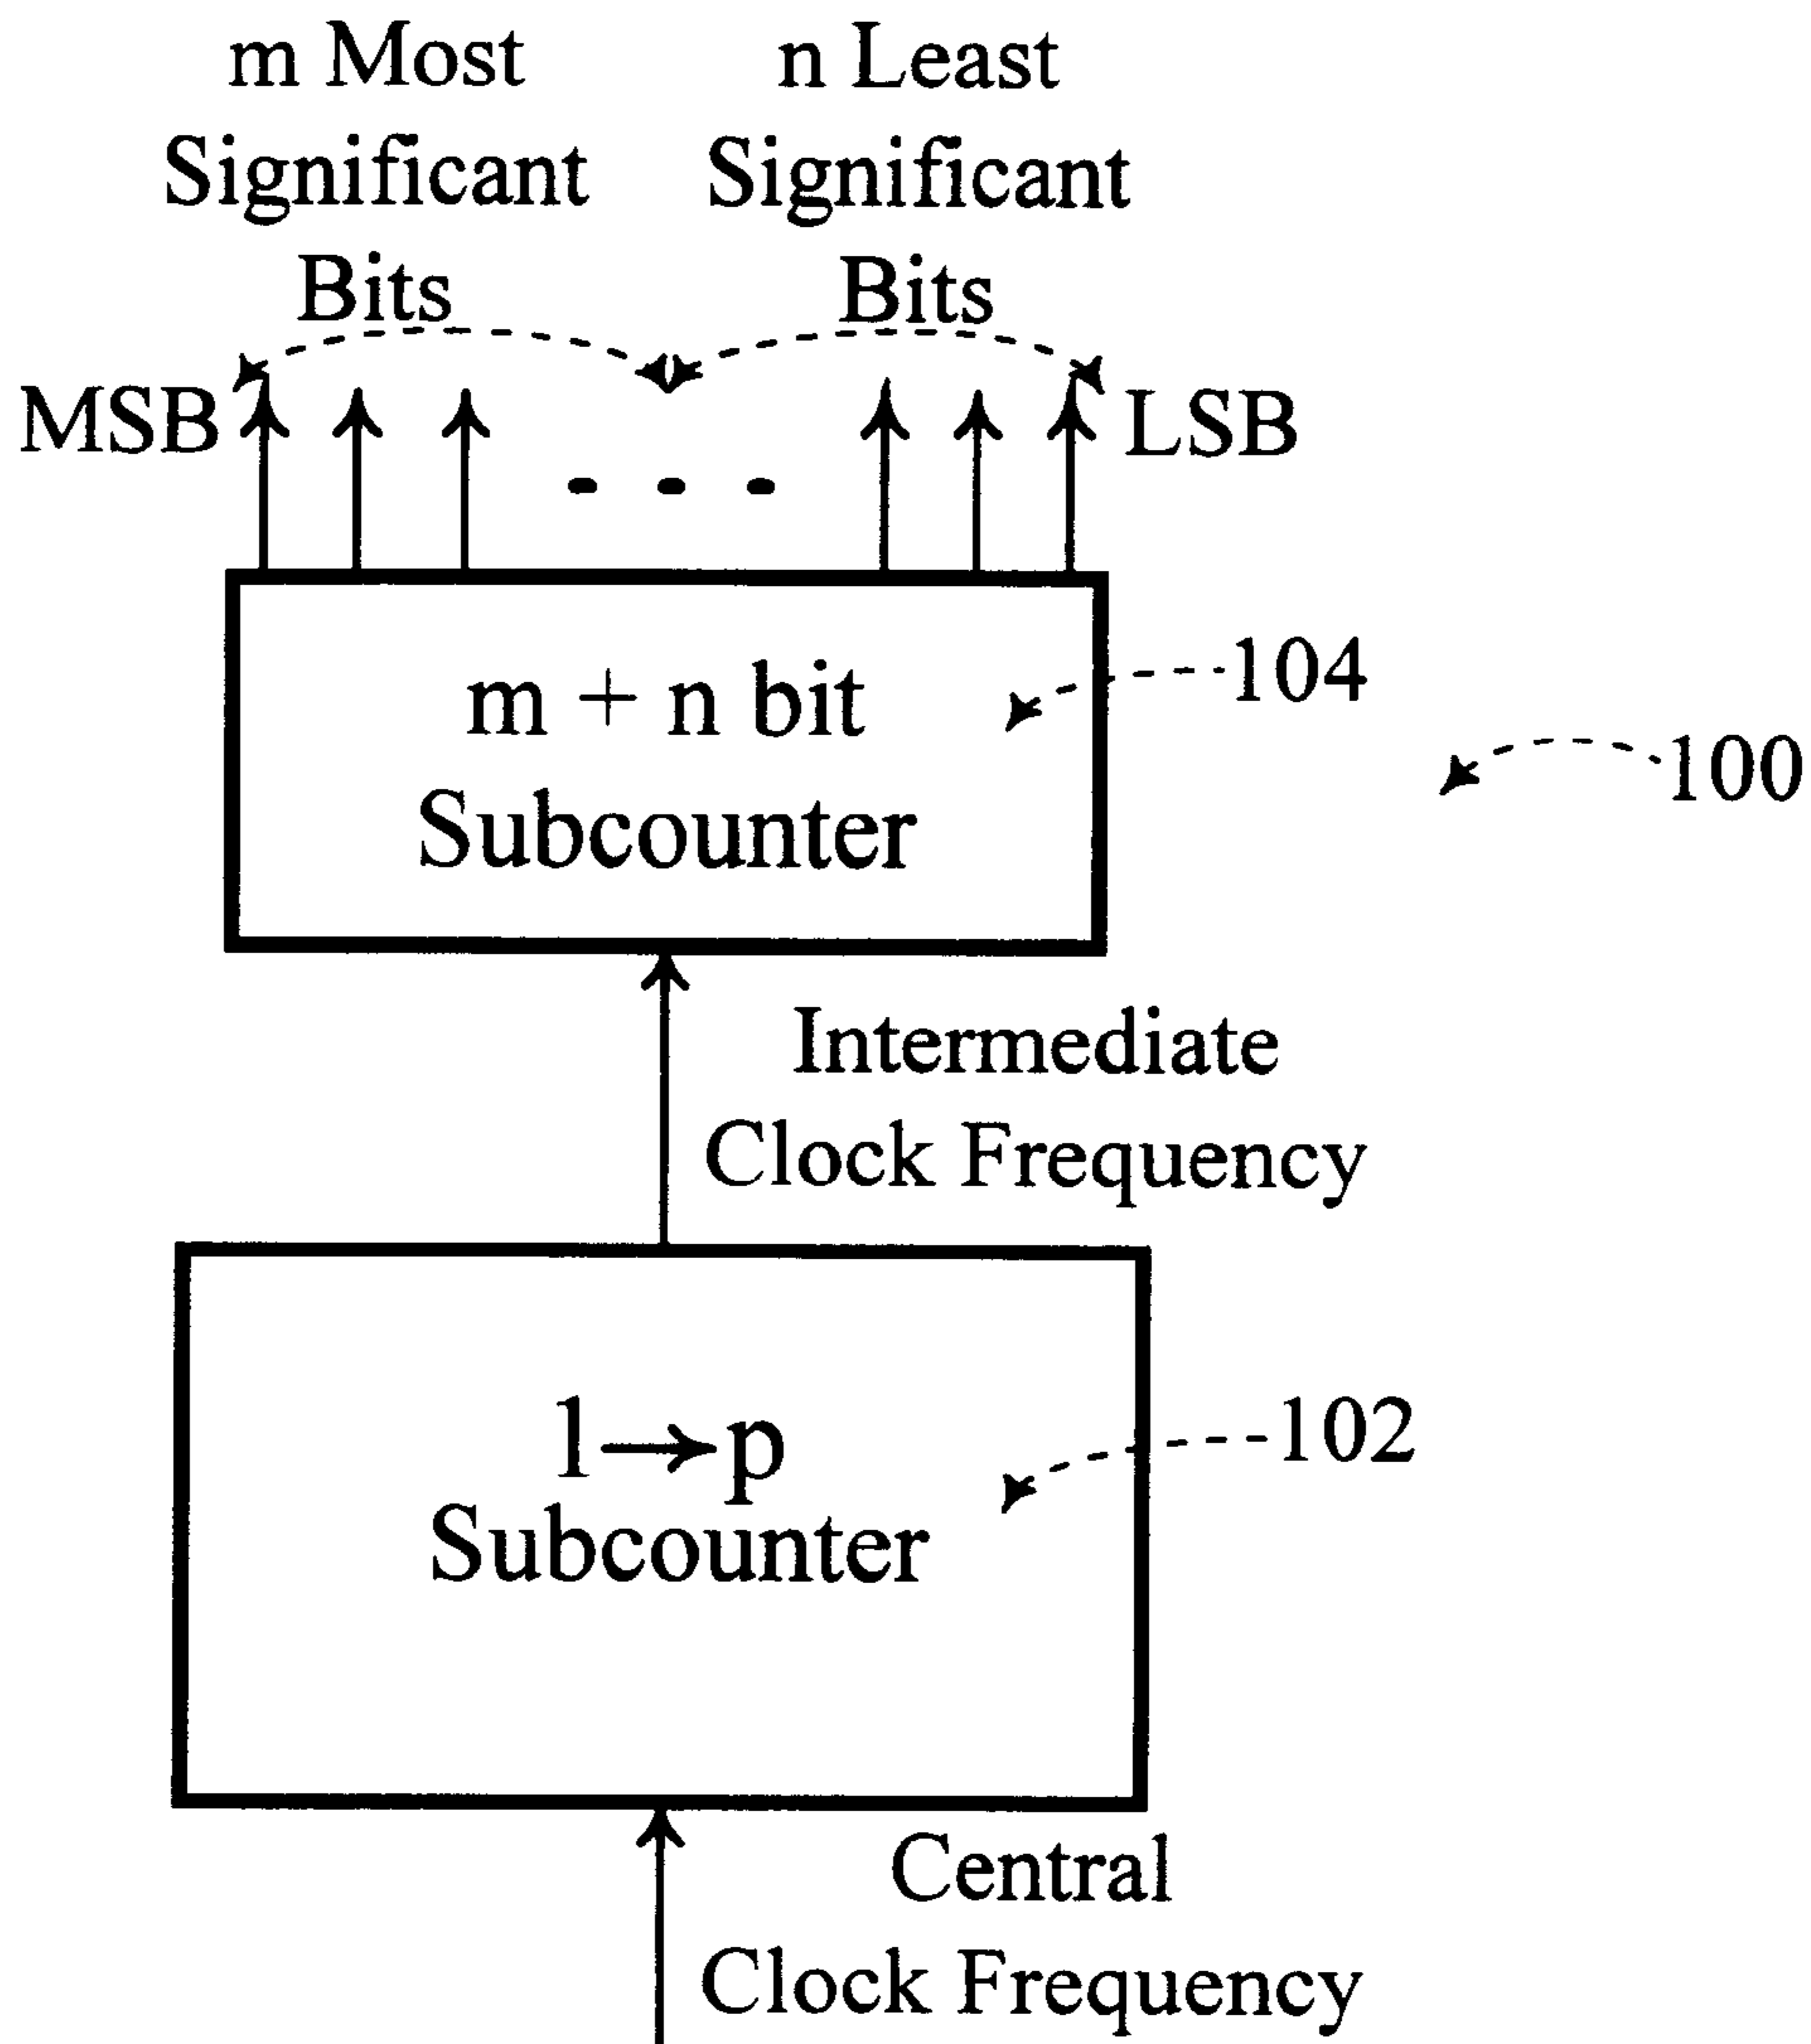 m Most
Significant
Bits
n Least
Significant
Bits
MSB
LSB
m + n bit
Subcounter
104
100
Intermediate
Clock Frequency
1→p
Subcounter
102
Central
Clock Frequency